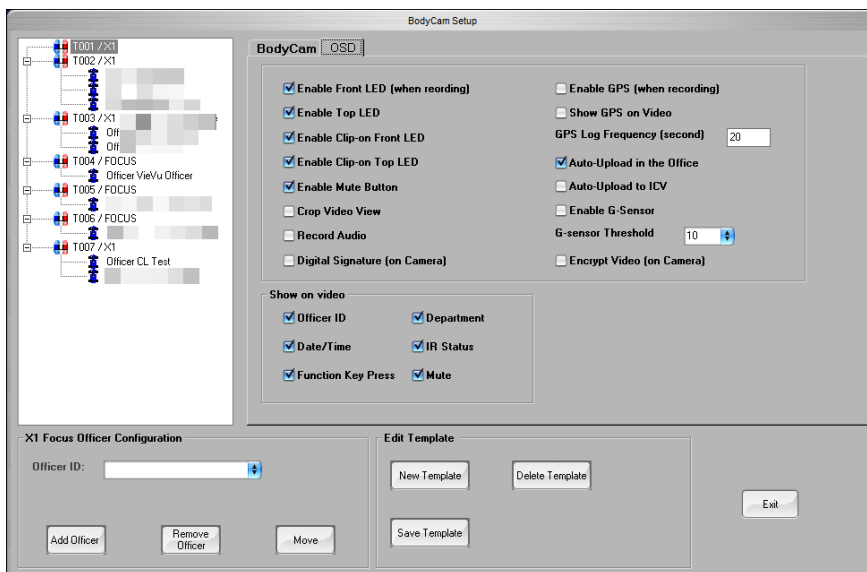 BodyCam Setup
T001 / X1
T002 / X1
T003 / X1
Off
Off
T004 / FOCUS
Officer VieVu Officer
T005 / FOCUS
T006 / FOCUS
T007 / X1
Officer CL Test
BodyCam OSD
Enable Front LED (when reording)
Enable Top LED
Enable Clip-on Front LED
Enable Clip-on Top LED
Enable Mute Button
Crop Video View
Record Audio
Digital Signature (on Camera)
Enable GPS (when recording)
Show GPS on Video
GPS Log Frequency (second) 20
Auto-Upload in the Office
Auto-Upload to ICV
Enable G-Sensor
G-sensor Threshold 10
Encrypt Video (on Camera)
Show on video
Officer ID Department
Date/Time IR Status
Function Key Press Mute
X1 Focus Officer Configuration
Officer ID:
Add Officer
Remove
Officer
Move
Edit Template
New Template Delete Template
Save Template
Exit